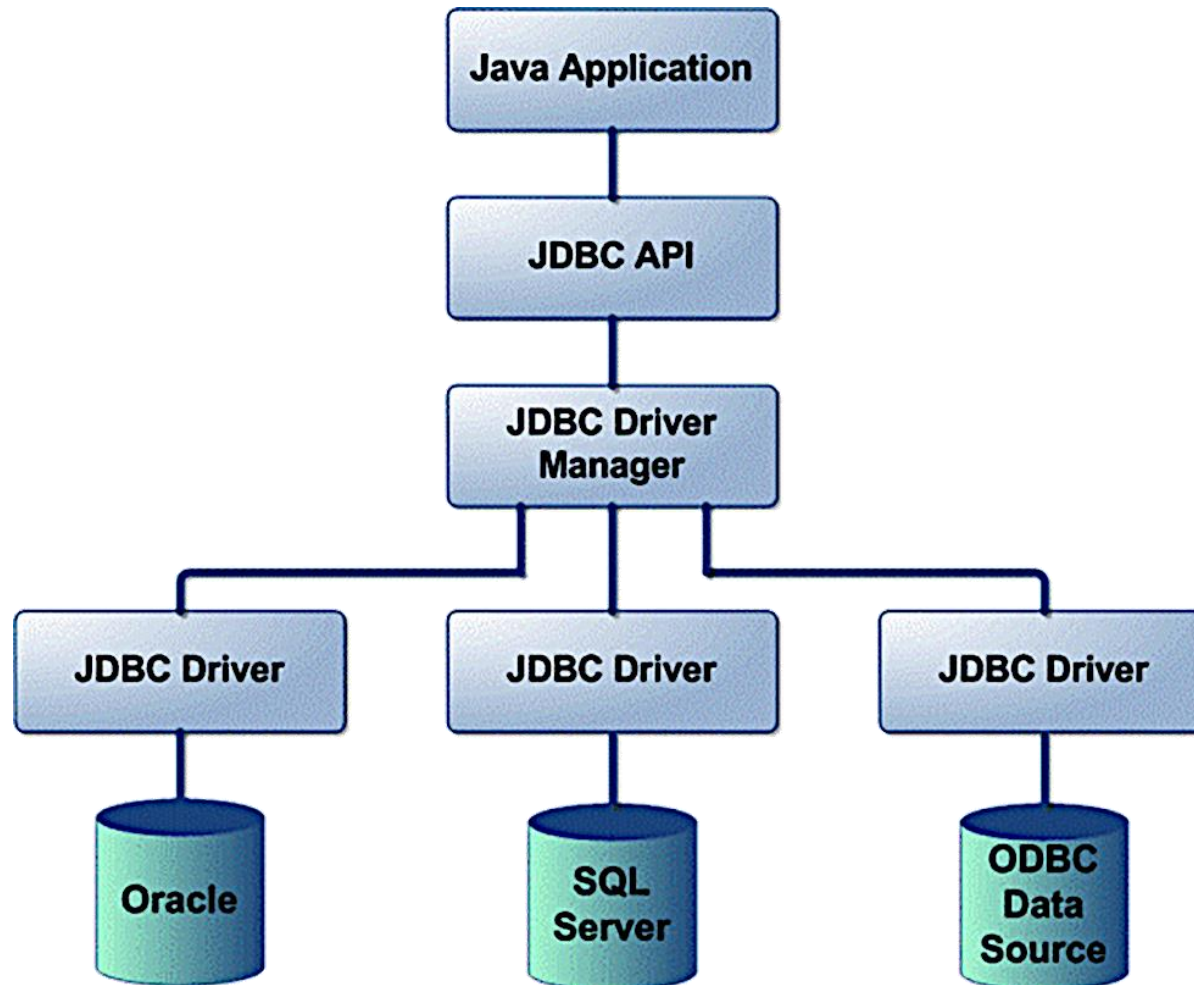 Java Application
JDBC API
JDBC Driver
Manager
JDBC Driver
JDBC Driver
JDBC Driver
Oracle
SQL
Server
ODBC
Data
Source